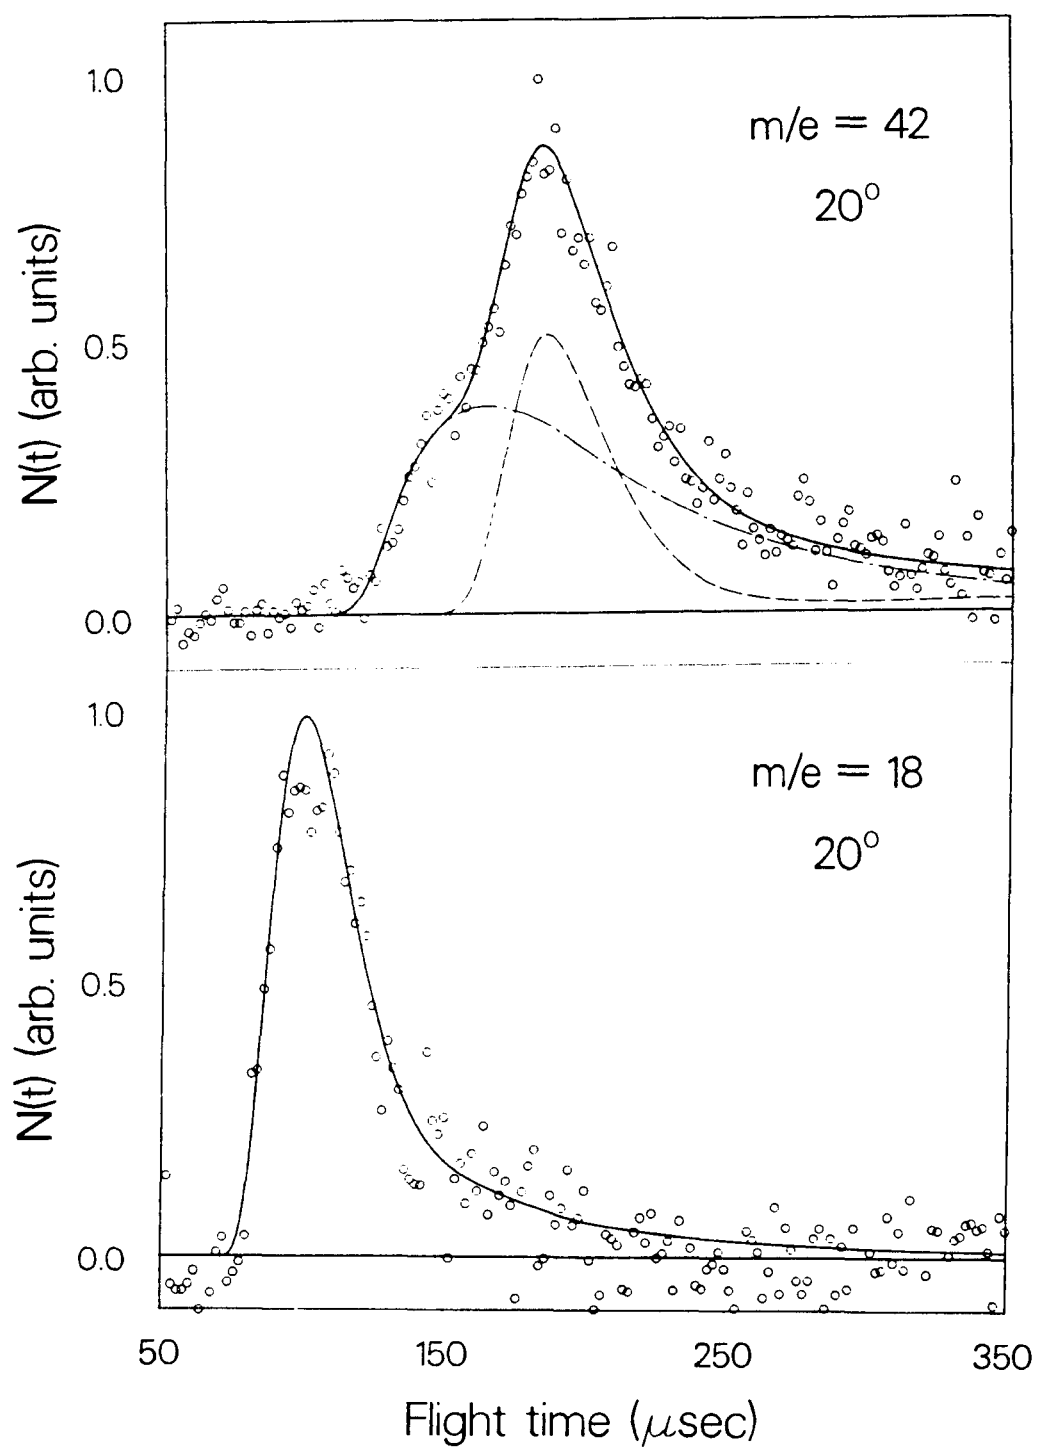 1.0
m/e = 42
20°
N(t) (arb. units)
0.5
0.0
1.0
m/e = 18
20°
N(t) (arb. units)
0.5
0.0
50 150 250 350
Flight time (μsec)